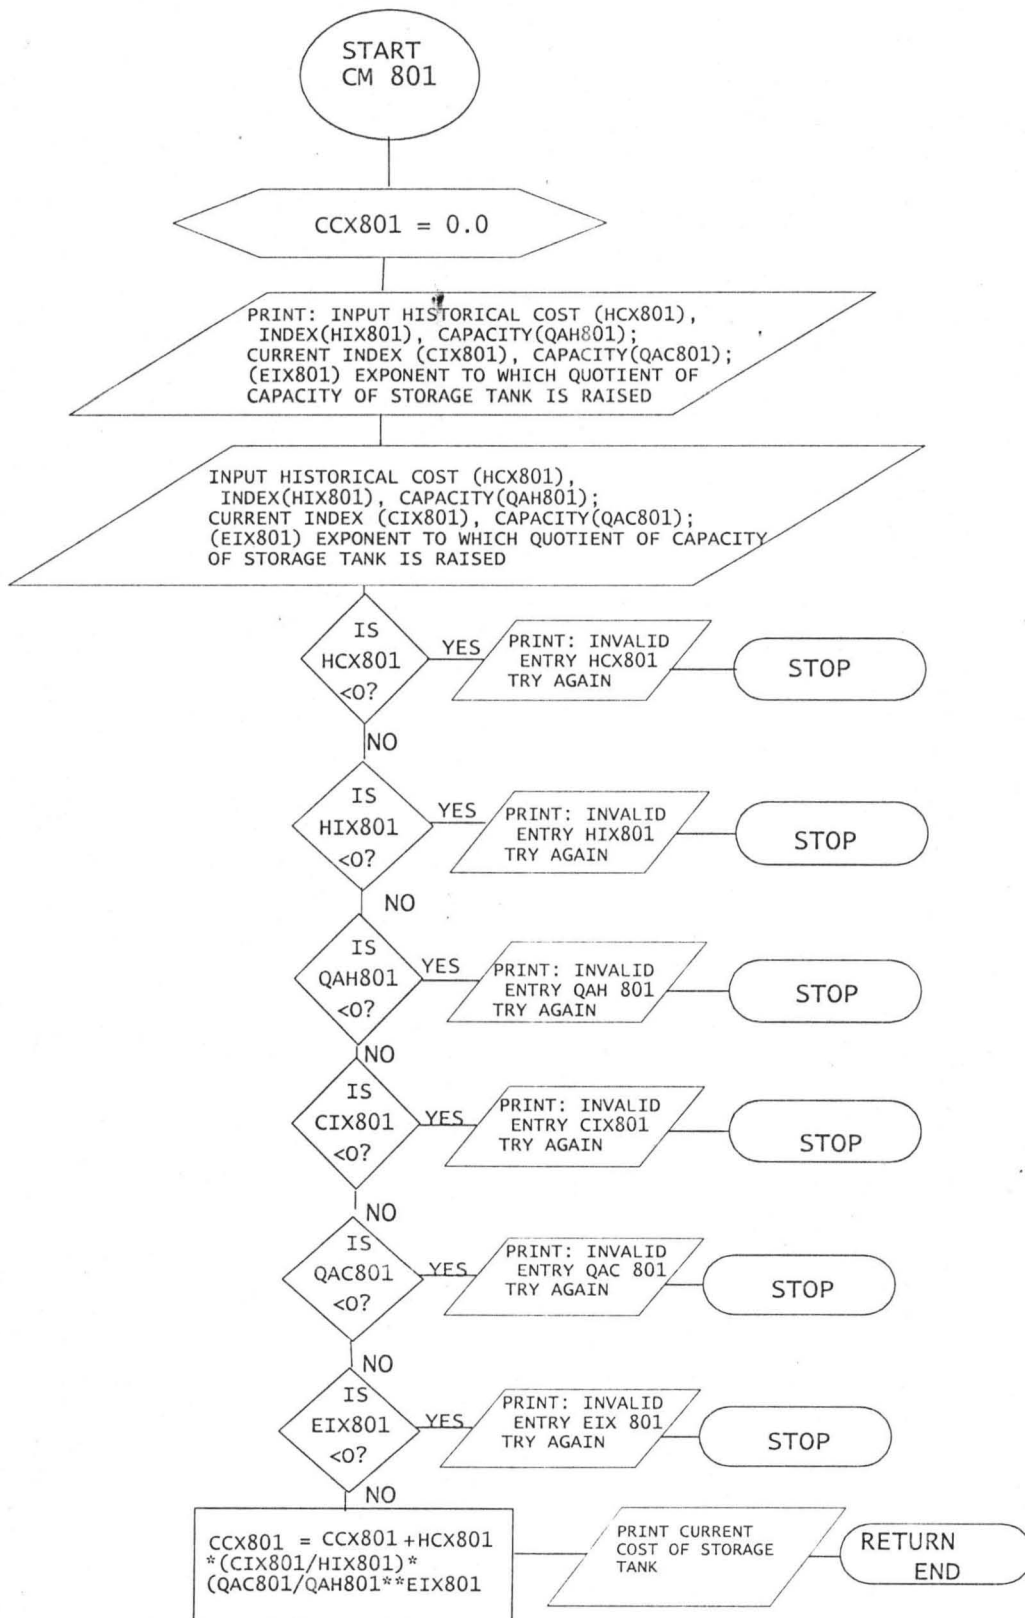 START
CM 801
CCX801 = 0.0
PRINT: INPUT HISTORICAL COST (HCX801),
INDEX(HIX801), CAPACITY(QAH801);
CURRENT INDEX (CIX801), CAPACITY(QAC801);
(EIX801) EXPONENT TO WHICH QUOTIENT OF
CAPACITY OF STORAGE TANK IS RAISED
INPUT HISTORICAL COST (HCX801),
INDEX(HIX801), CAPACITY(QAH801);
CURRENT INDEX (CIX801), CAPACITY(QAC801);
(EIX801) EXPONENT TO WHICH QUOTIENT OF CAPACITY
OF STORAGE TANK IS RAISED
IS
HCX801
<0?
YES
PRINT: INVALID
ENTRY HCX801
TRY AGAIN
STOP
NO
IS
HIX801
<0?
YES
PRINT: INVALID
ENTRY HIX801
TRY AGAIN
STOP
NO
IS
QAH801
<0?
YES
PRINT: INVALID
ENTRY QAH 801
TRY AGAIN
STOP
NO
IS
CIX801
<0?
YES
PRINT: INVALID
ENTRY CIX801
TRY AGAIN
STOP
NO
IS
QAC801
<0?
YES
PRINT: INVALID
ENTRY QAC 801
TRY AGAIN
STOP
NO
IS
EIX801
<0?
YES
PRINT: INVALID
ENTRY EIX 801
TRY AGAIN
STOP
NO
CCX801 = CCX801+HCX801
*(CIX801/HIX801)*
(QAC801/QAH801**EIX801
PRINT CURRENT
COST OF STORAGE
TANK
RETURN
END